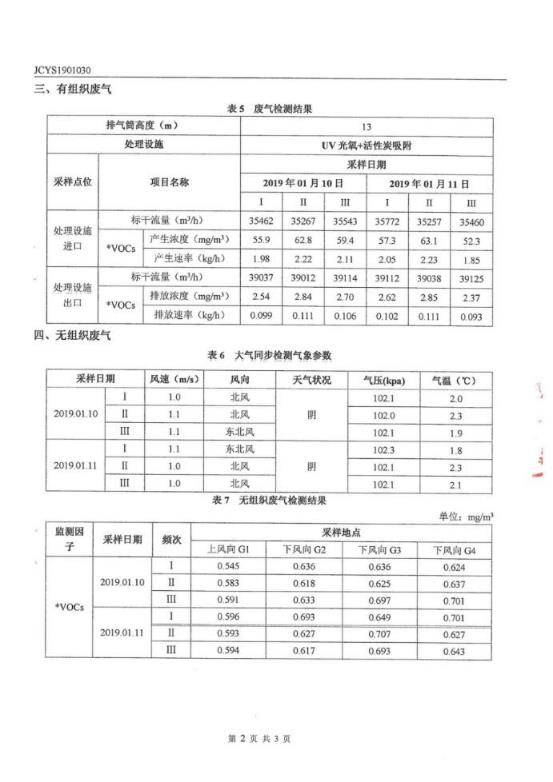 JCYS1901030
三、有组织废气
表 5 废气检测结果
排气筒高度（m） 13
处理设施 UV 光氧+活性炭吸附
采样点位 项目名称 采样日期
2019 年 01 月 10 日 2019 年 01 月 11 日
I II III I II III
处理设施进口 标干流量（m³/h） 35462 35267 35543 35772 35257 35460
*VOCs 产生浓度（mg/m³） 55.9 62.8 59.4 57.3 63.1 52.3
产生速率（kg/h） 1.98 2.22 2.11 2.05 2.23 1.85
处理设施出口 标干流量（m³/h） 39037 39012 39114 39112 39038 39125
*VOCs 排放浓度（mg/m³） 2.54 2.84 2.70 2.62 2.85 2.37
排放速率（kg/h） 0.099 0.111 0.106 0.102 0.111 0.093
四、无组织废气
表 6 大气同步检测气象参数
采样日期 风速（m/s） 风向 天气状况 气压(kpa) 气温（℃）
2019.01.10 I 1.0 北风 阴 102.1 2.0
II 1.1 北风 102.0 2.3
III 1.1 东北风 102.1 1.9
2019.01.11 I 1.1 东北风 阴 102.3 1.8
II 1.0 北风 102.1 2.3
III 1.0 北风 102.1 2.1
表 7 无组织废气检测结果
单位：mg/m³
监测因子 采样日期 频次 采样地点
上风向 G1 下风向 G2 下风向 G3 下风向 G4
*VOCs 2019.01.10 I 0.545 0.636 0.636 0.624
II 0.583 0.618 0.625 0.637
III 0.591 0.633 0.697 0.701
2019.01.11 I 0.596 0.693 0.649 0.701
II 0.593 0.627 0.707 0.627
III 0.594 0.617 0.693 0.643
第 2 页 共 3 页